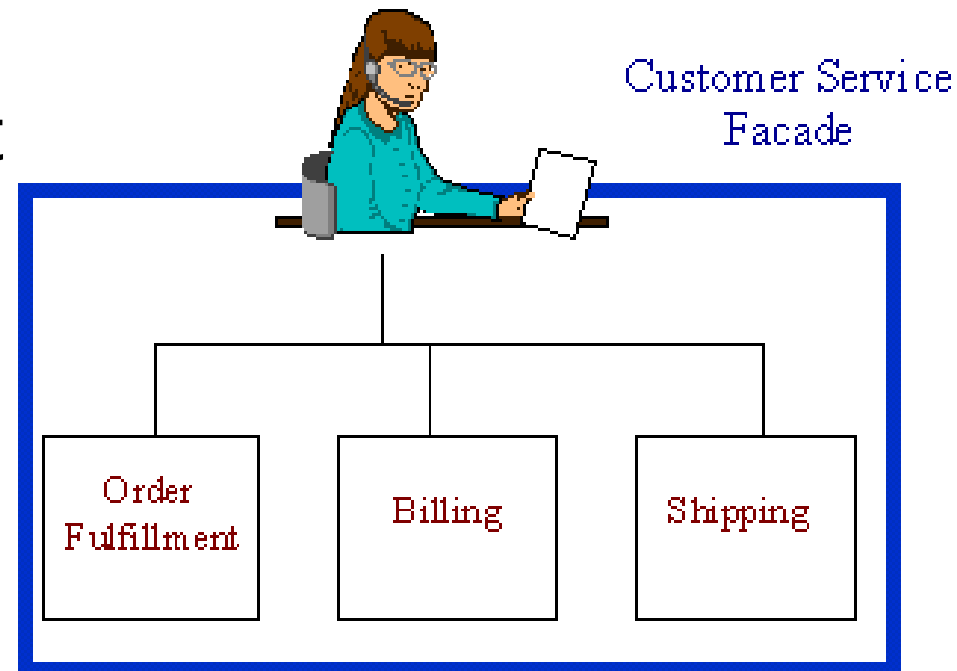 Customer Service
Facade
Order
Fulfillment
Billing
Shipping